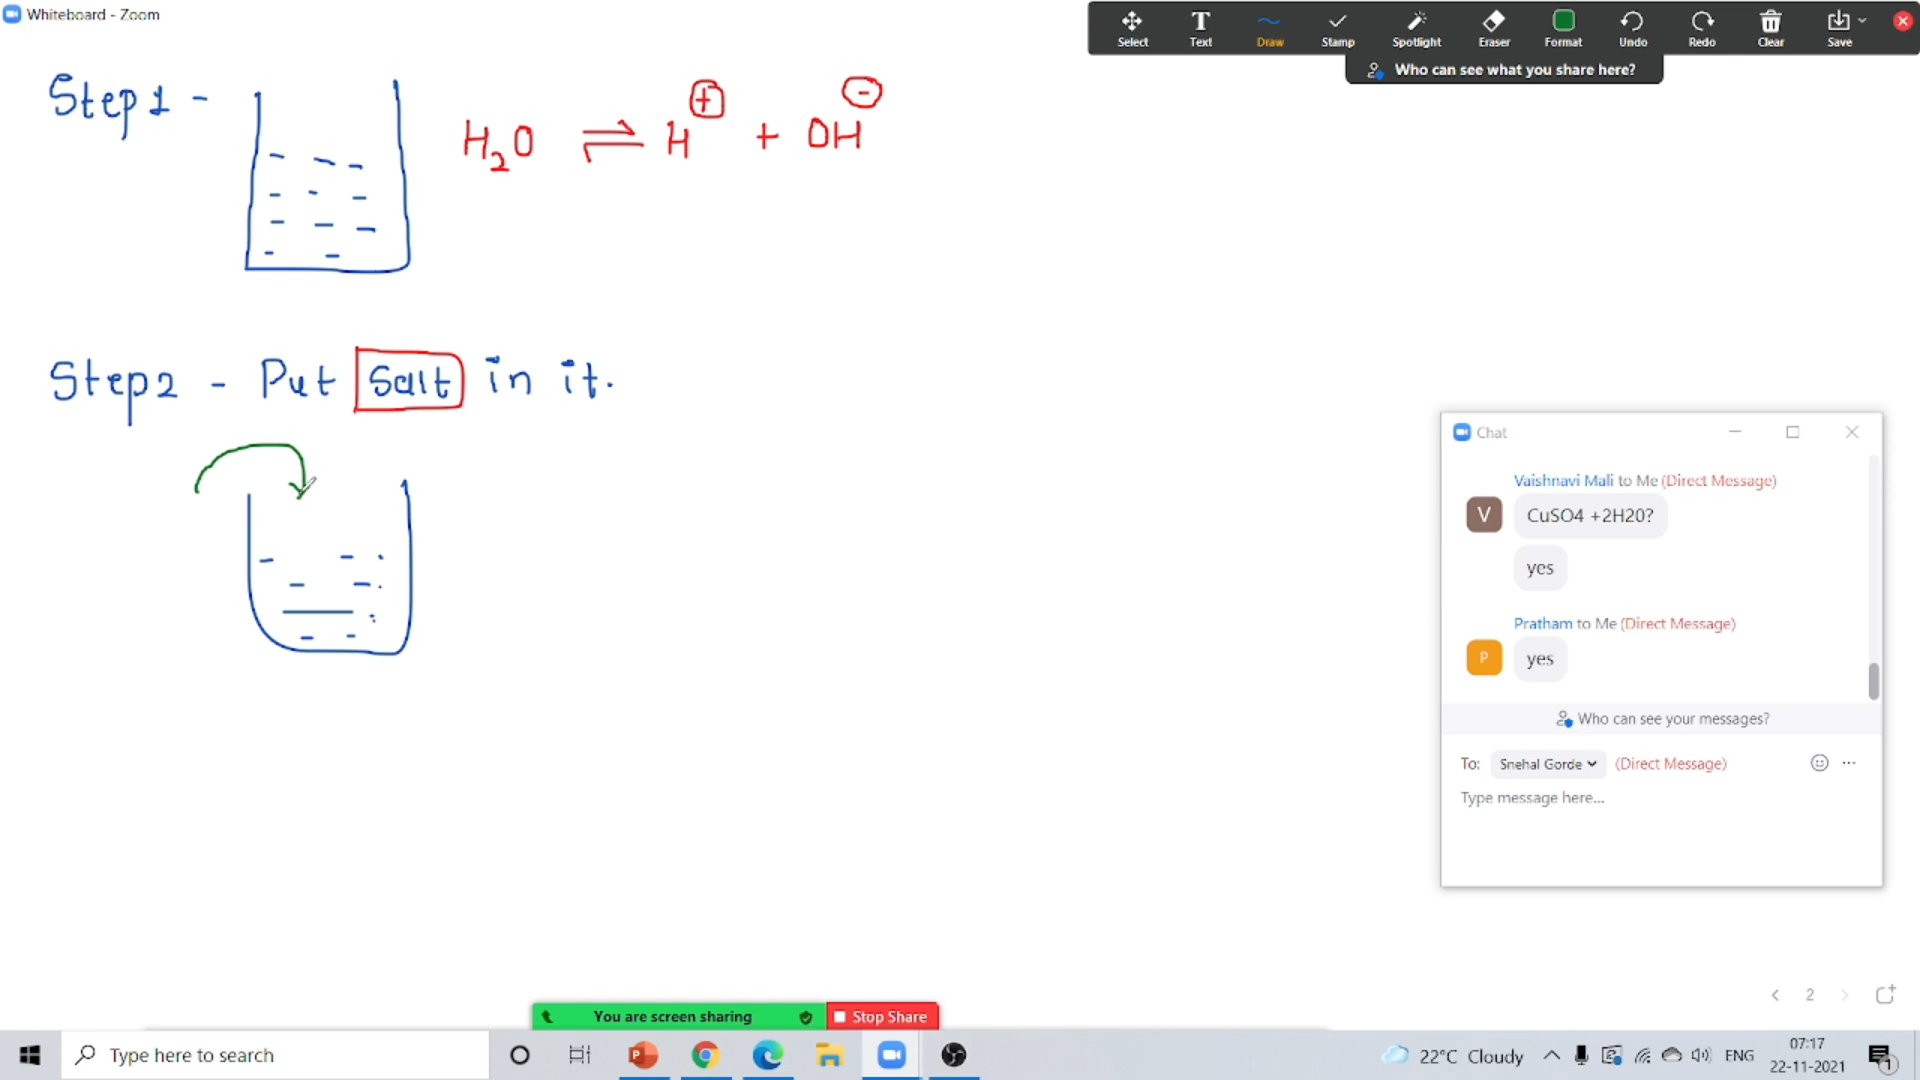 Whiteboard - Zoom
Select Text Draw Stamp Spotlight Eraser Format Undo Redo Clear Save
Who can see what you share here?
Step 1 -
H₂O ⇌ H⊕ + OH⊖
Step 2 - Put Salt in it.
Chat
Vaishnavi Mali to Me (Direct Message)
V
CuSO4 +2H20?
yes
Pratham to Me (Direct Message)
P
yes
Who can see your messages?
To: Snehal Gorde (Direct Message)
Type message here...
2
You are screen sharing Stop Share
Type here to search
22°C Cloudy
ENG
07:17
22-11-2021
1